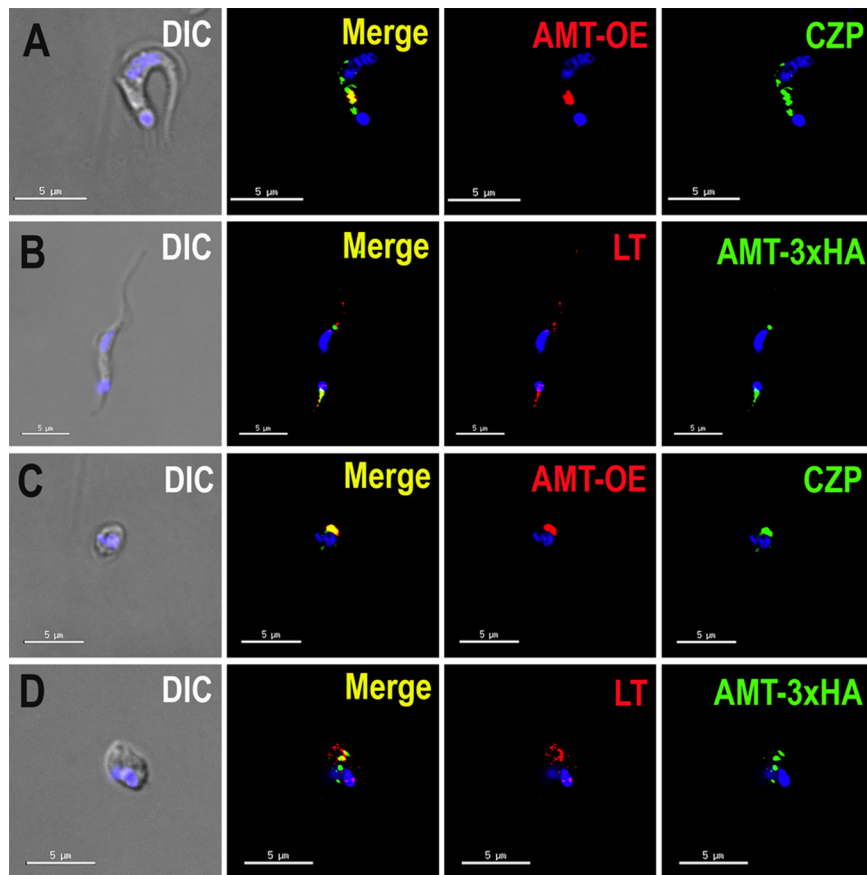 A DIC Merge AMT-OE CZP
5 µm 5 µm 5 µm 5 µm
B DIC Merge LT AMT-3xHA
5 µm 5 µm 5 µm 5 µm
C DIC Merge AMT-OE CZP
5 µm 5 µm 5 µm 5 µm
D DIC Merge LT AMT-3xHA
5 µm 5 µm 5 µm 5 µm